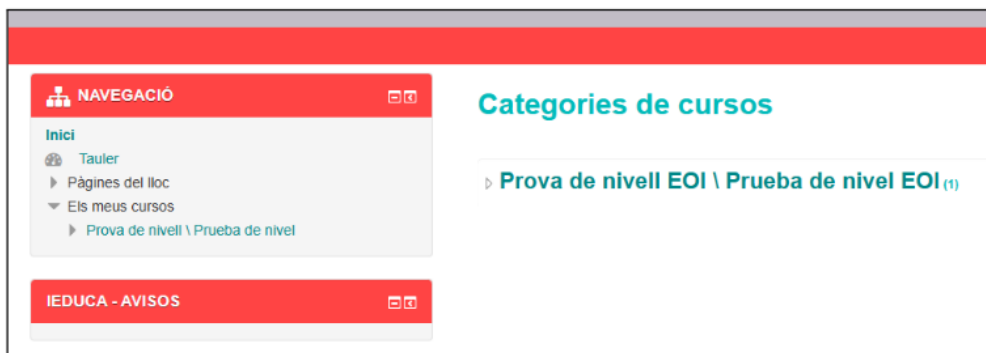 NAVEGACIÓ
Inici
Tauler
Pàgines del lloc
Els meus cursos
Prova de nivell \ Prueba de nivel
IEDUCA - AVISOS
Categories de cursos
Prova de nivell EOI \ Prueba de nivel EOI (1)